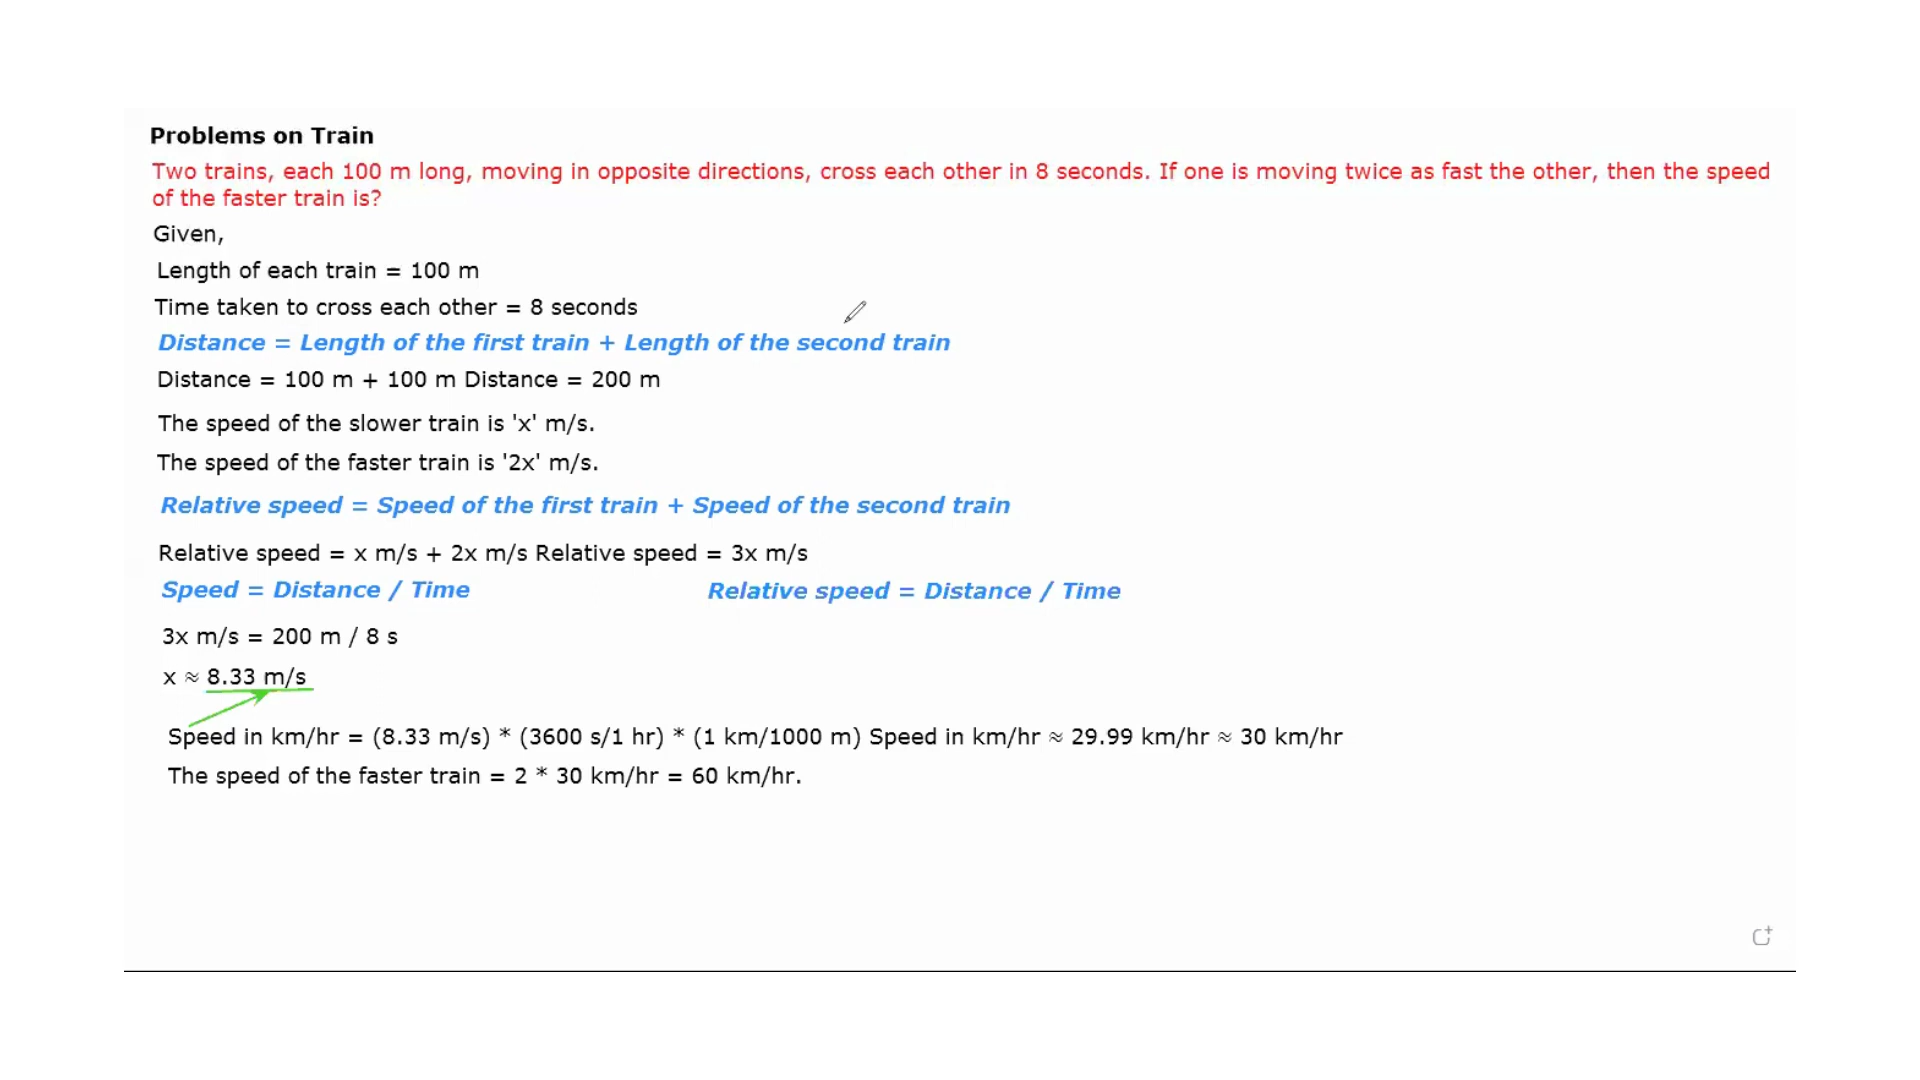 Problems on Train
Two trains, each 100 m long, moving in opposite directions, cross each other in 8 seconds. If one is moving twice as fast the other, then the speed
of the faster train is?
Given,
Length of each train = 100 m
Time taken to cross each other = 8 seconds
Distance = Length of the first train + Length of the second train
Distance = 100 m + 100 m Distance = 200 m
The speed of the slower train is 'x' m/s.
The speed of the faster train is '2x' m/s.
Relative speed = Speed of the first train + Speed of the second train
Relative speed = x m/s + 2x m/s Relative speed = 3x m/s
Speed = Distance / Time Relative speed = Distance / Time
3x m/s = 200 m / 8 s
x ≈ 8.33 m/s
Speed in km/hr = (8.33 m/s) * (3600 s/1 hr) * (1 km/1000 m) Speed in km/hr ≈ 29.99 km/hr ≈ 30 km/hr
The speed of the faster train = 2 * 30 km/hr = 60 km/hr.